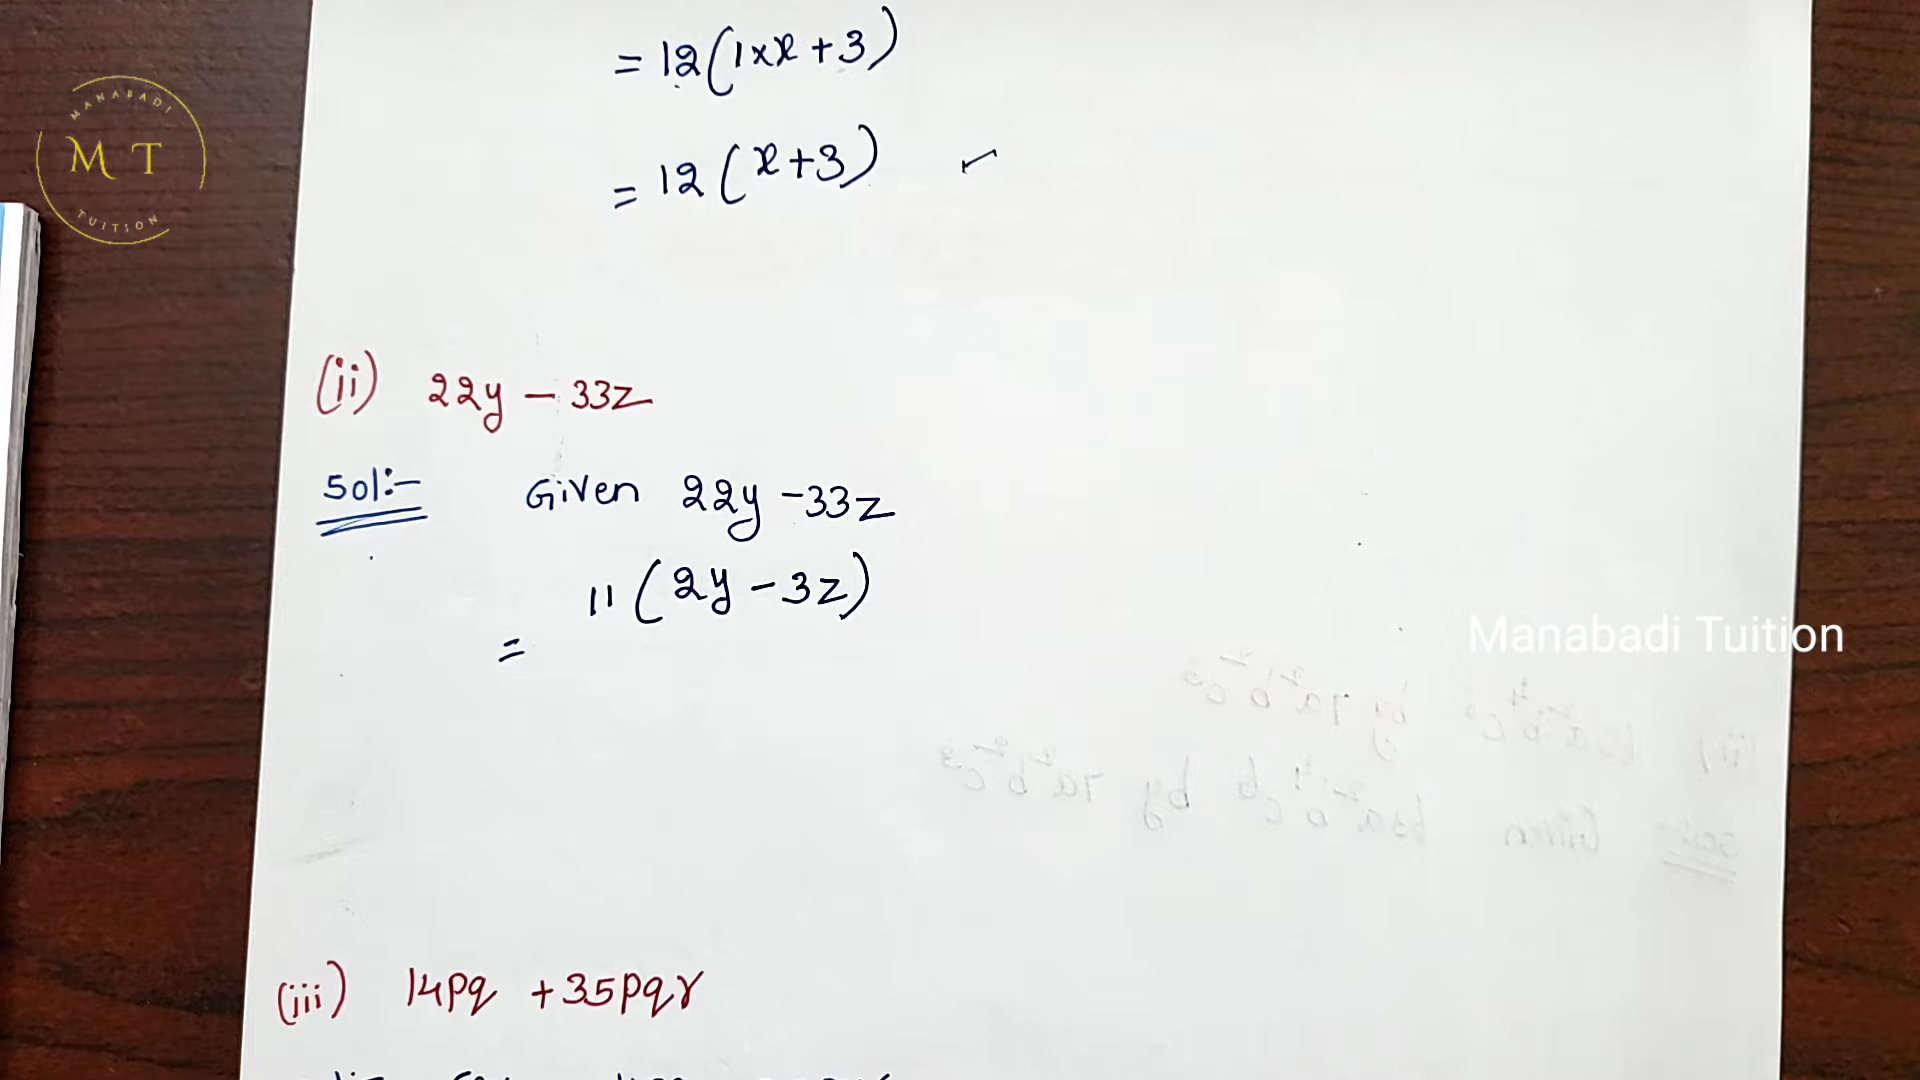 = 12(1×x+3)
= 12(x+3) ✓
MANABADI
M T
TUITION
(ii) 22y - 33z
Sol:- Given 22y - 33z
11(2y - 3z)
=
Manabadi Tuition
(iii) 14pq + 35pqr